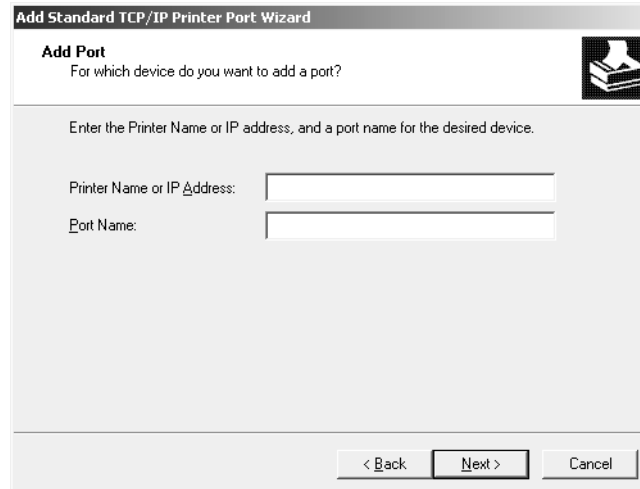 Add Standard TCP/IP Printer Port Wizard
Add Port
For which device do you want to add a port?
Enter the Printer Name or IP address, and a port name for the desired device.
Printer Name or IP Address:
Port Name:
< Back Next > Cancel